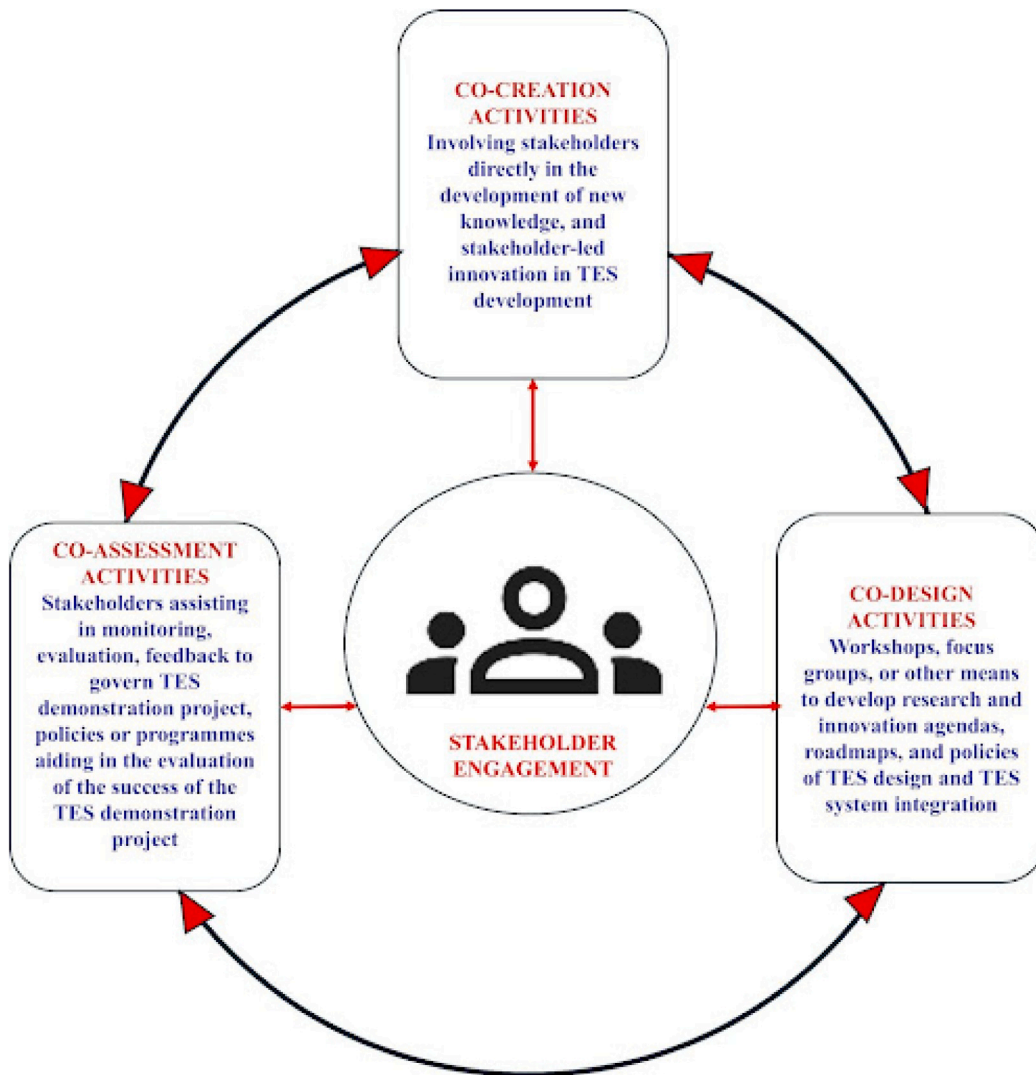 CO-CREATION
ACTIVITIES
Involving stakeholders
directly in the
development of new
knowledge, and
stakeholder-led
innovation in TES
development
CO-ASSESSMENT
ACTIVITIES
Stakeholders assisting
in monitoring,
evaluation, feedback to
govern TES
demonstration project,
policies or programmes
aiding in the evaluation
of the success of the
TES demonstration
project
STAKEHOLDER
ENGAGEMENT
CO-DESIGN
ACTIVITIES
Workshops, focus
groups, or other means
to develop research and
innovation agendas,
roadmaps, and policies
of TES design and TES
system integration